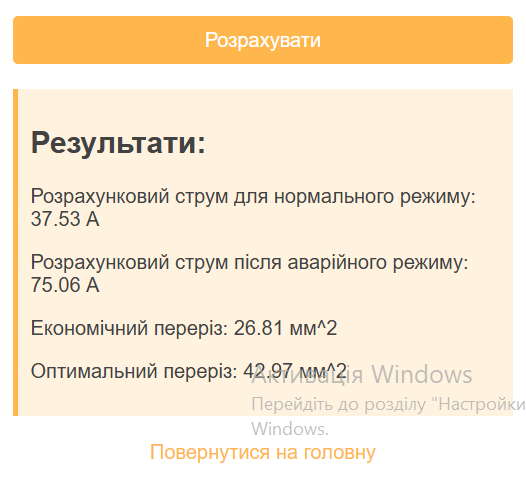 Розрахувати
Результати:
Розрахунковий струм для нормального режиму:
37.53 А
Розрахунковий струм після аварійного режиму:
75.06 А
Економічний переріз: 26.81 мм^2
Оптимальний переріз: 42.97 мм^2
Активація Windows
Перейдіть до розділу "Настройки
Windows.
Повернутися на головну